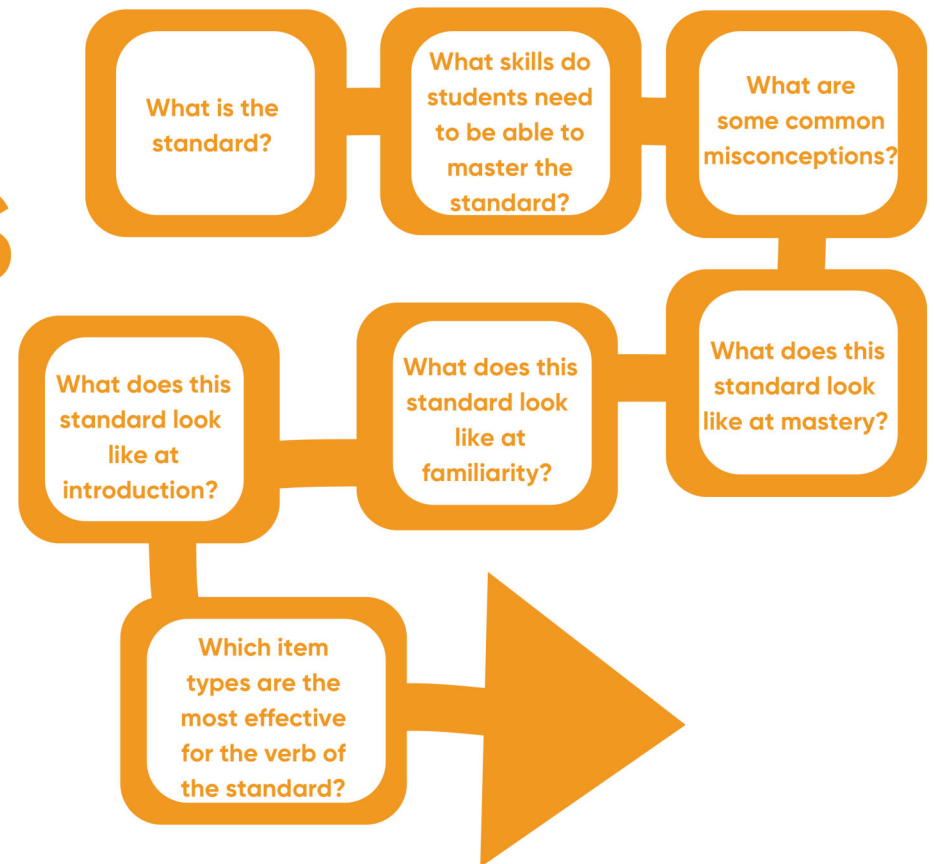 What is the
standard?
What skills do
students need
to be able to
master the
standard?
What are
some common
misconceptions?
What does this
standard look
like at mastery?
What does this
standard look
like at
familiarity?
What does this
standard look
like at
introduction?
Which item
types are the
most effective
for the verb of
the standard?